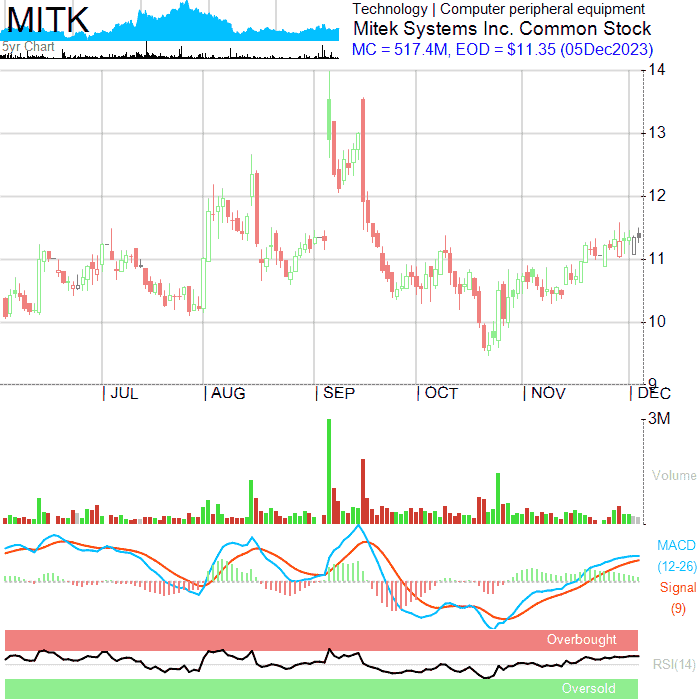 MITK
5yr Chart
Technology | Computer peripheral equipment
Mitek Systems Inc. Common Stock
MC = 517.4M, EOD = $11.35 (05Dec2023)
14
13
12
11
10
9
JUL
AUG
SEP
OCT
NOV
DEC
3M
Volume
MACD
(12-26)
Signal
(9)
Overbought
RSI(14)
Oversold